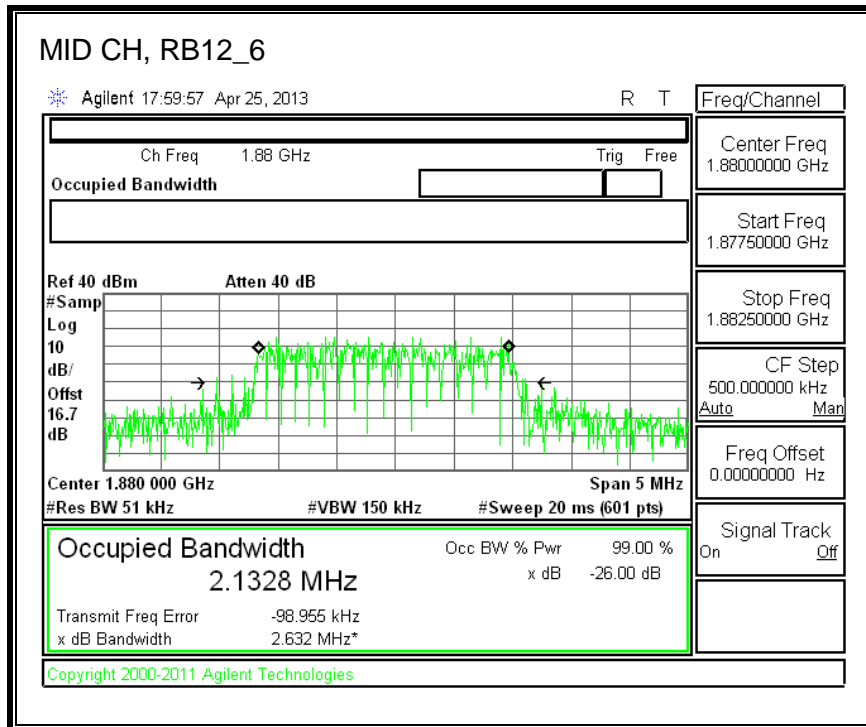 MID CH, RB12_6
Agilent 17:59:57 Apr 25, 2013 R T
Freq/Channel
Ch Freq 1.88 GHz Trig Free
Occupied Bandwidth
Center Freq
1.88000000 GHz
Start Freq
1.87750000 GHz
Stop Freq
1.88250000 GHz
CF Step
500.000000 kHz
Auto Man
Freq Offset
0.00000000 Hz
Signal Track
On Off
Ref 40 dBm Atten 40 dB
#Samp
Log
10
dB/
Offst
16.7
dB
Center 1.880 000 GHz Span 5 MHz
#Res BW 51 kHz #VBW 150 kHz #Sweep 20 ms (601 pts)
Occupied Bandwidth
2.1328 MHz
Occ BW % Pwr 99.00 %
x dB -26.00 dB
Transmit Freq Error -98.955 kHz
x dB Bandwidth 2.632 MHz*
Copyright 2000-2011 Agilent Technologies